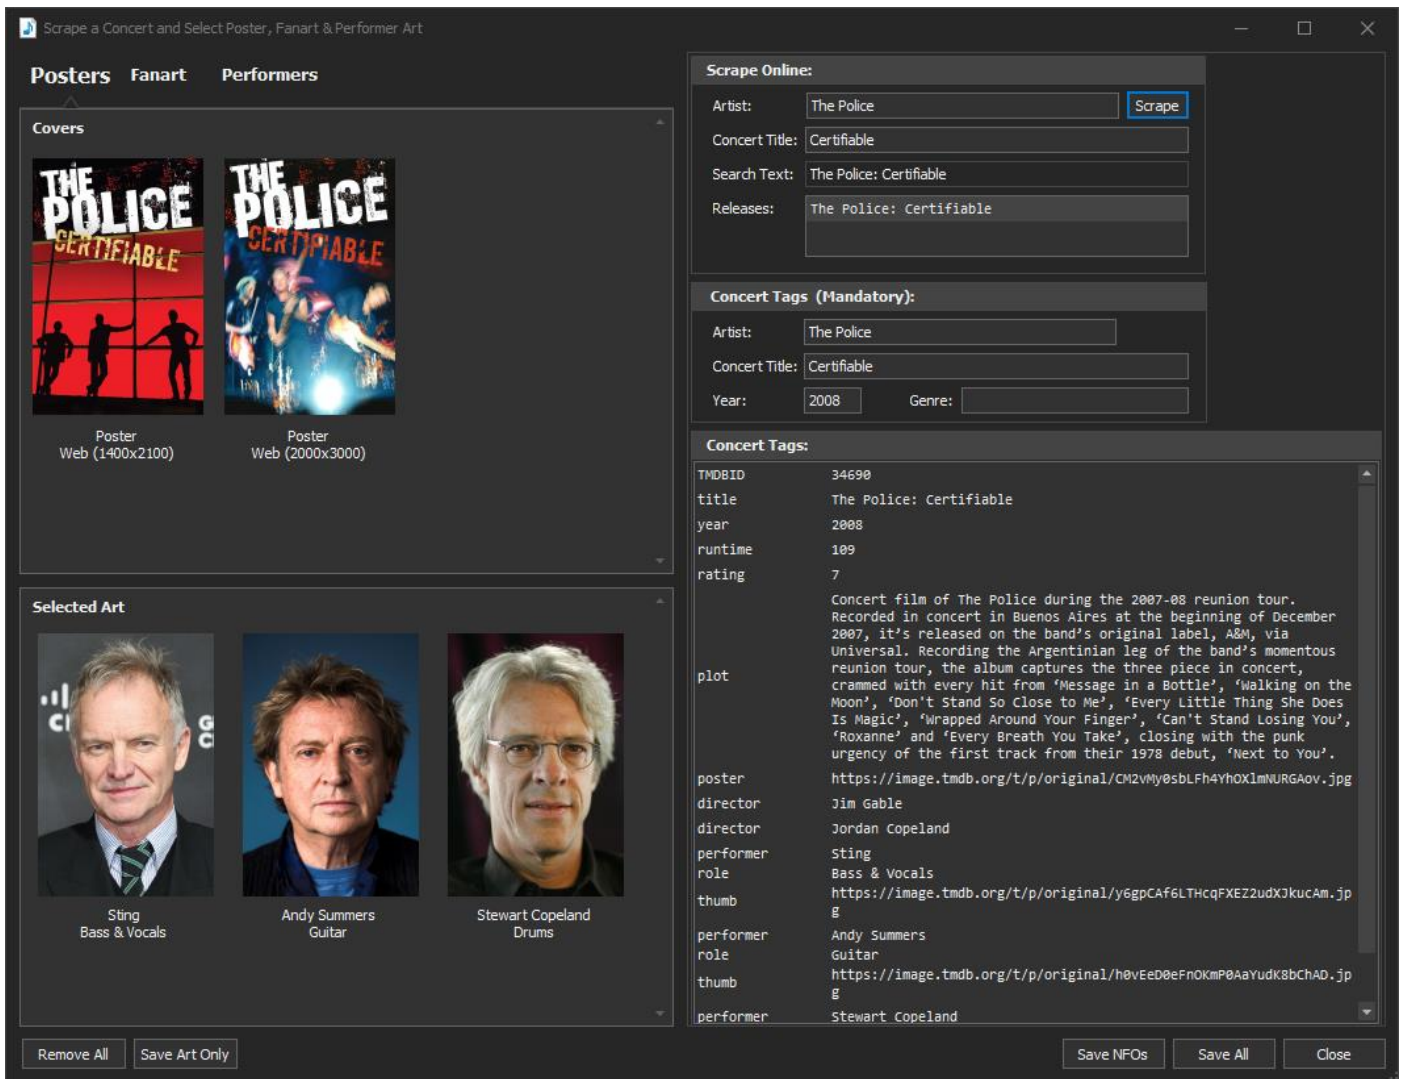 Scrape a Concert and Select Poster, Fanart & Performer Art
Posters Fanart Performers
Covers
THE POLICE
CERTIFIABLE
THE POLICE
CERTIFIABLE
Poster
Web (1400x2100)
Poster
Web (2000x3000)
Selected Art
Sting
Bass & Vocals
Andy Summers
Guitar
Stewart Copeland
Drums
Remove All
Save Art Only
Scrape Online:
Artist: The Police Scrape
Concert Title: Certifiable
Search Text: The Police: Certifiable
Releases: The Police: Certifiable
Concert Tags (Mandatory):
Artist: The Police
Concert Title: Certifiable
Year: 2008 Genre:
Concert Tags:
TMDBID 34690
title The Police: Certifiable
year 2008
runtime 109
rating 7
plot Concert film of The Police during the 2007-08 reunion tour.
Recorded in concert in Buenos Aires at the beginning of December
2007, it’s released on the band’s original label, A&M, via
Universal. Recording the Argentinian leg of the band’s momentous
reunion tour, the album captures the three piece in concert,
crammed with every hit from ‘Message in a Bottle’, ‘Walking on the
Moon’, ‘Don't Stand So Close to Me’, ‘Every Little Thing She Does
Is Magic’, ‘Wrapped Around Your Finger’, ‘Can't Stand Losing You’,
‘Roxanne’ and ‘Every Breath You Take’, closing with the punk
urgency of the first track from their 1978 debut, ‘Next to You’.
poster https://image.tmdb.org/t/p/original/CM2vMy0sbLFh4YhOXlmNURGAov.jpg
director Jim Gable
director Jordan Copeland
performer Sting
role Bass & Vocals
thumb https://image.tmdb.org/t/p/original/y6gpCAf6LTHcqFXEZ2udXJkucAm.jp
g
performer Andy Summers
role Guitar
thumb https://image.tmdb.org/t/p/original/h0vEeD0eFnOKmP0AaYudK8bChAD.jp
g
performer Stewart Copeland
Save NFOs
Save All
Close